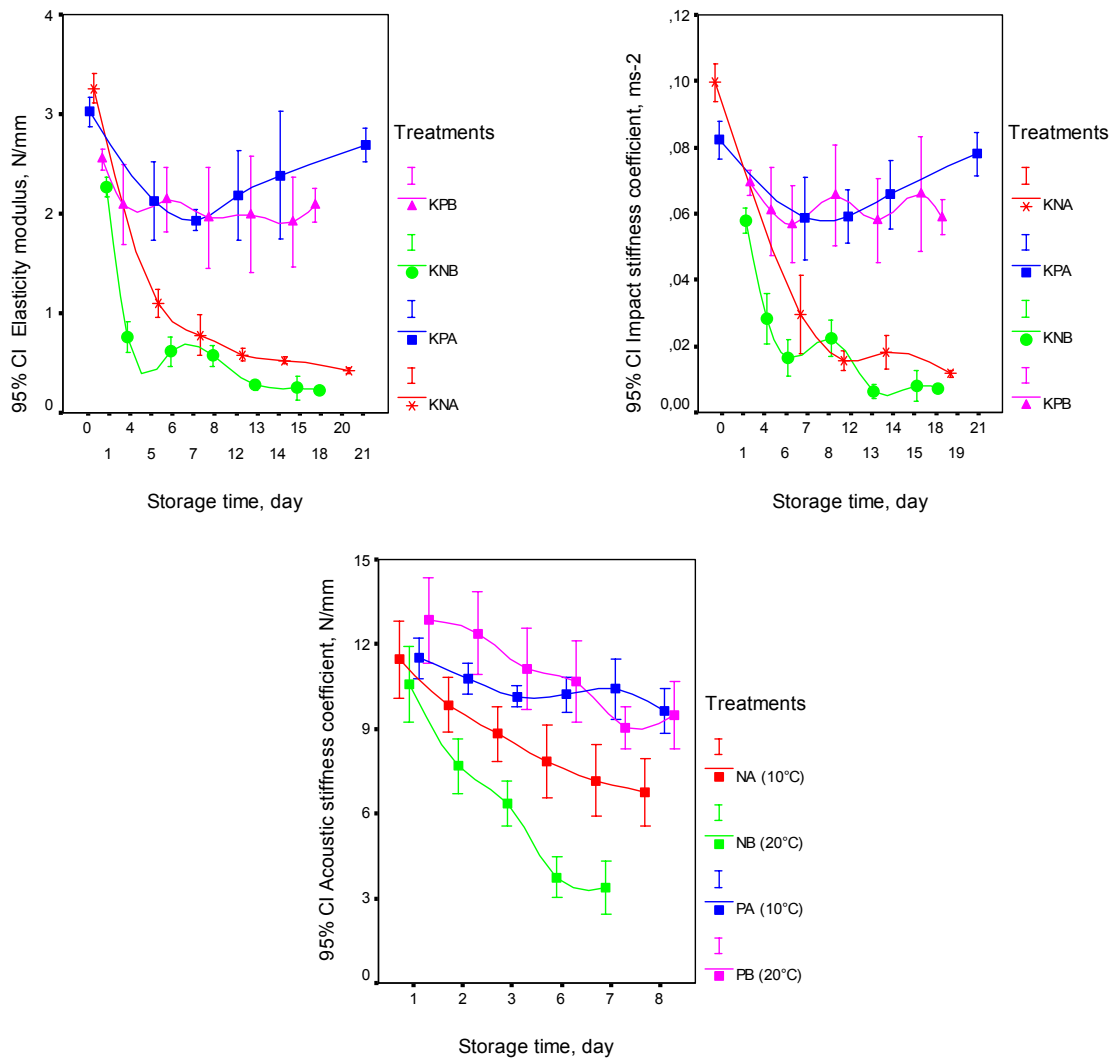 4
3
2
1
0
95% CI Elasticity modulus, N/mm
0 4 6 8 13 15 20
1 5 7 12 14 18 21
Storage time, day
Treatments
KPB
KNB
KPA
KNA
,12
,10
,08
,06
,04
,02
0,00
95% CI Impact stiffness coefficient, ms-2
0 4 7 12 14 18 21
1 6 8 13 15 19
Storage time, day
Treatments
KNA
KPA
KNB
KPB
15
12
9
6
3
0
95% CI Acoustic stiffness coefficient, N/mm
1 2 3 6 7 8
Storage time, day
Treatments
NA (10°C)
NB (20°C)
PA (10°C)
PB (20°C)